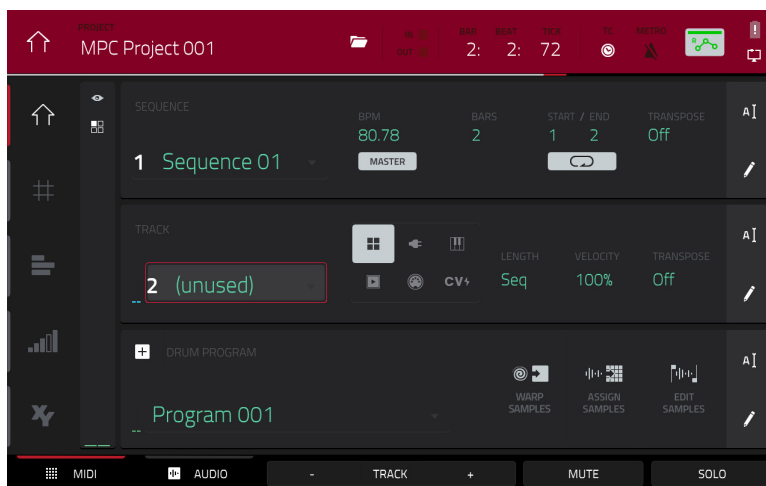 PROJECT
MPC Project 001
IN
OUT
BAR BEAT TICK
2: 2: 72
TC
METRO
R
SEQUENCE
1 Sequence 01
BPM
80.78
MASTER
BARS
2
START / END
1 2
TRANSPOSE
Off
TRACK
2 (unused)
CV
LENGTH
Seq
VELOCITY
100%
TRANSPOSE
Off
DRUM PROGRAM
Program 001
WARP
SAMPLES
ASSIGN
SAMPLES
EDIT
SAMPLES
A
A
A
XY
MIDI
AUDIO
- TRACK +
MUTE
SOLO